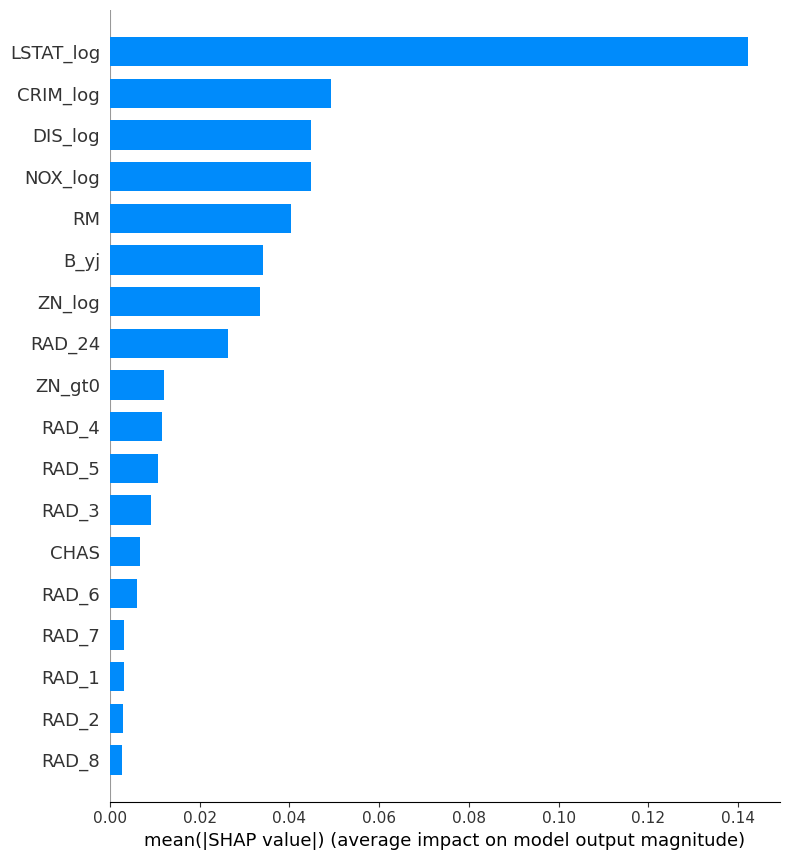 LSTAT_log
CRIM_log
DIS_log
NOX_log
RM
B_yj
ZN_log
RAD_24
ZN_gt0
RAD_4
RAD_5
RAD_3
CHAS
RAD_6
RAD_7
RAD_1
RAD_2
RAD_8
0.00 0.02 0.04 0.06 0.08 0.10 0.12 0.14
mean(|SHAP value|) (average impact on model output magnitude)